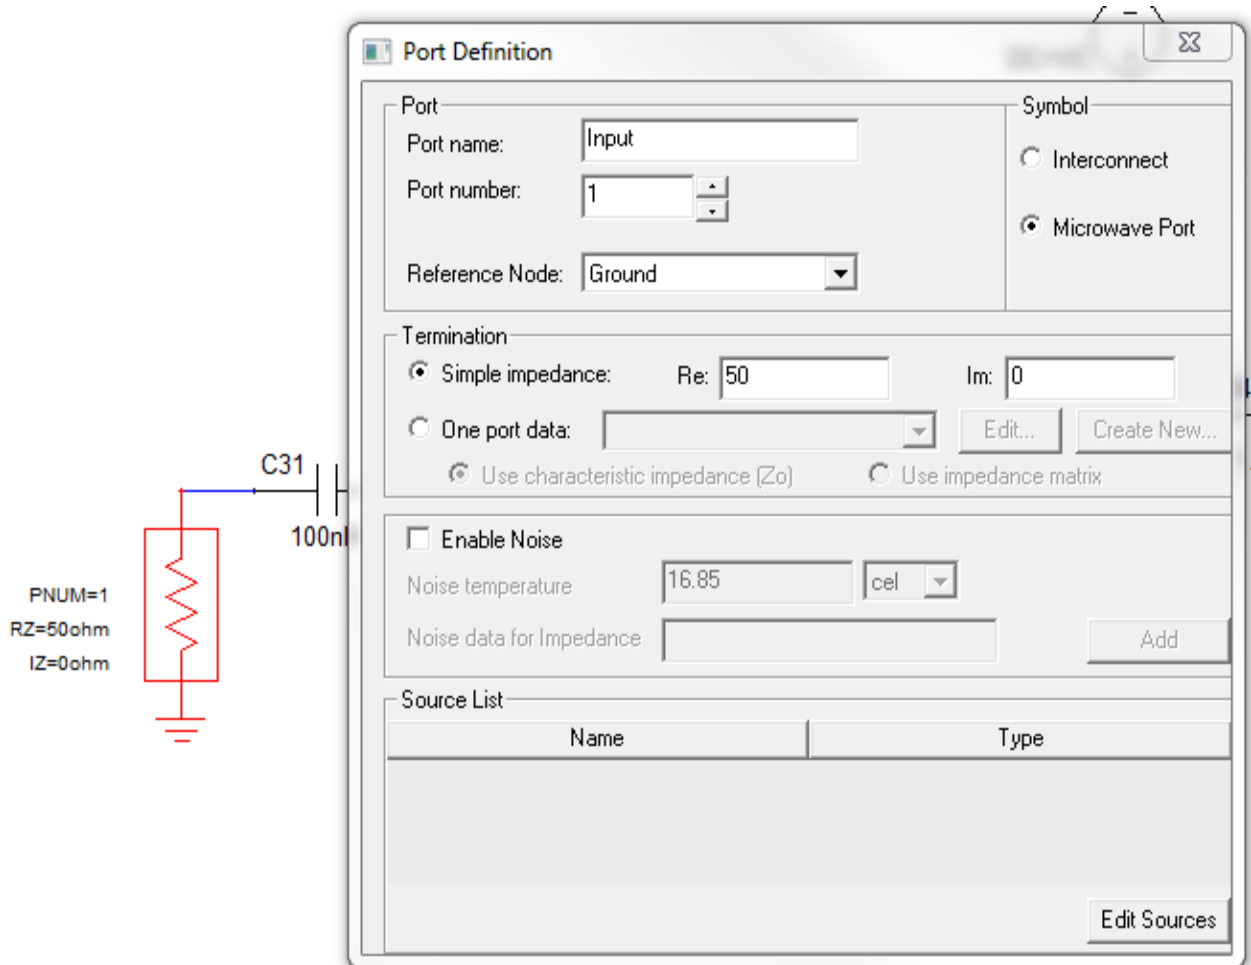 Port Definition
Port
Symbol
Port name:
Input
Interconnect
Port number:
1
Microwave Port
Reference Node:
Ground
Termination
Simple impedance:
Re:
50
Im:
0
One port data:
Edit...
Create New...
Use characteristic impedance (Zo)
Use impedance matrix
C31
100n
Enable Noise
Noise temperature
16.85
cel
Noise data for Impedance
Add
PNUM=1
RZ=50ohm
IZ=0ohm
Source List
Name
Type
Edit Sources